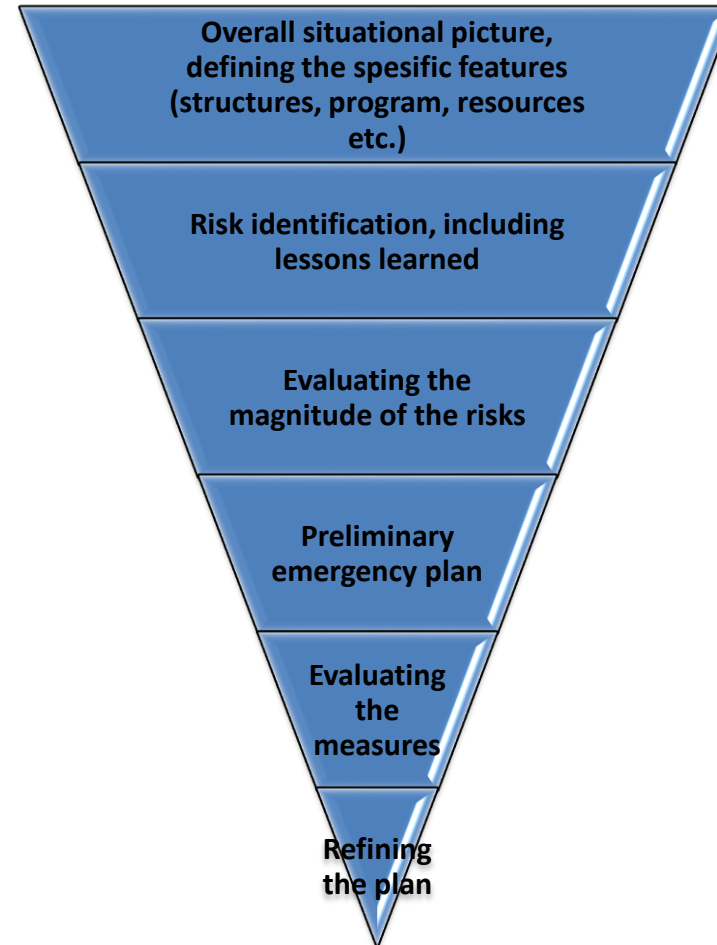 Overall situational picture,
defining the spesific features
(structures, program, resources
etc.)
Risk identification, including
lessons learned
Evaluating the
magnitude of the risks
Preliminary
emergency plan
Evaluating
the
measures
Refining
the plan